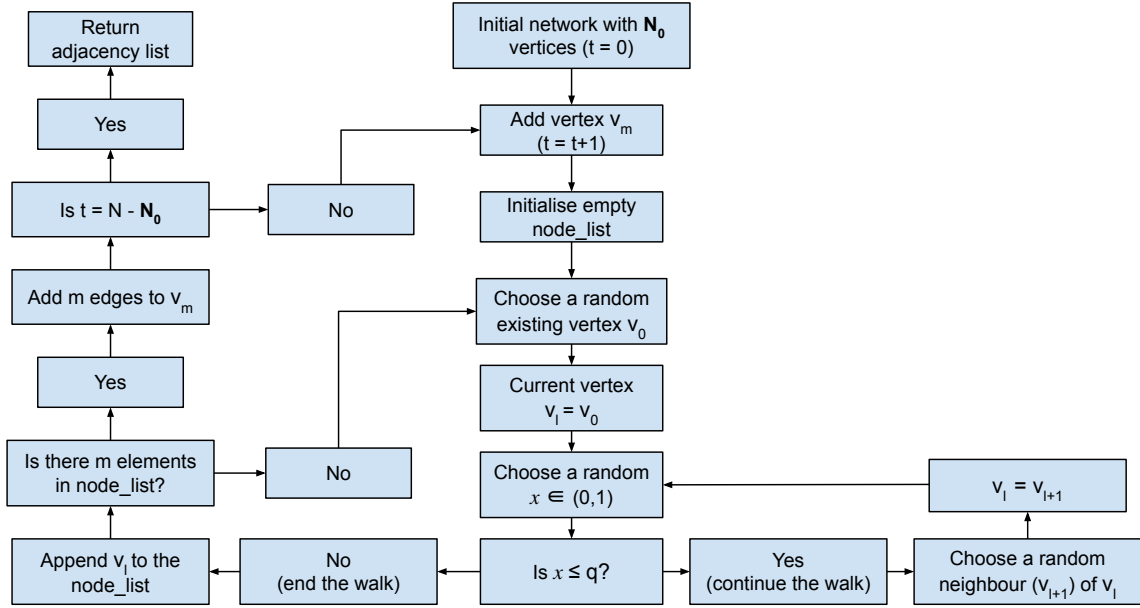 Return
adjacency list
Yes
Is t = N - N₀
Add m edges to vₘ
Yes
Is there m elements
in node_list?
Append vₗ to the
node_list
No
No
No
(end the walk)
Initial network with N₀
vertices (t = 0)
Add vertex vₘ
(t = t+1)
Initialise empty
node_list
Choose a random
existing vertex v₀
Current vertex
vₗ = v₀
Choose a random
x ∈ (0,1)
Is x ≤ q?
Yes
(continue the walk)
vₗ = vₗ₊₁
Choose a random
neighbour (vₗ₊₁) of vₗ